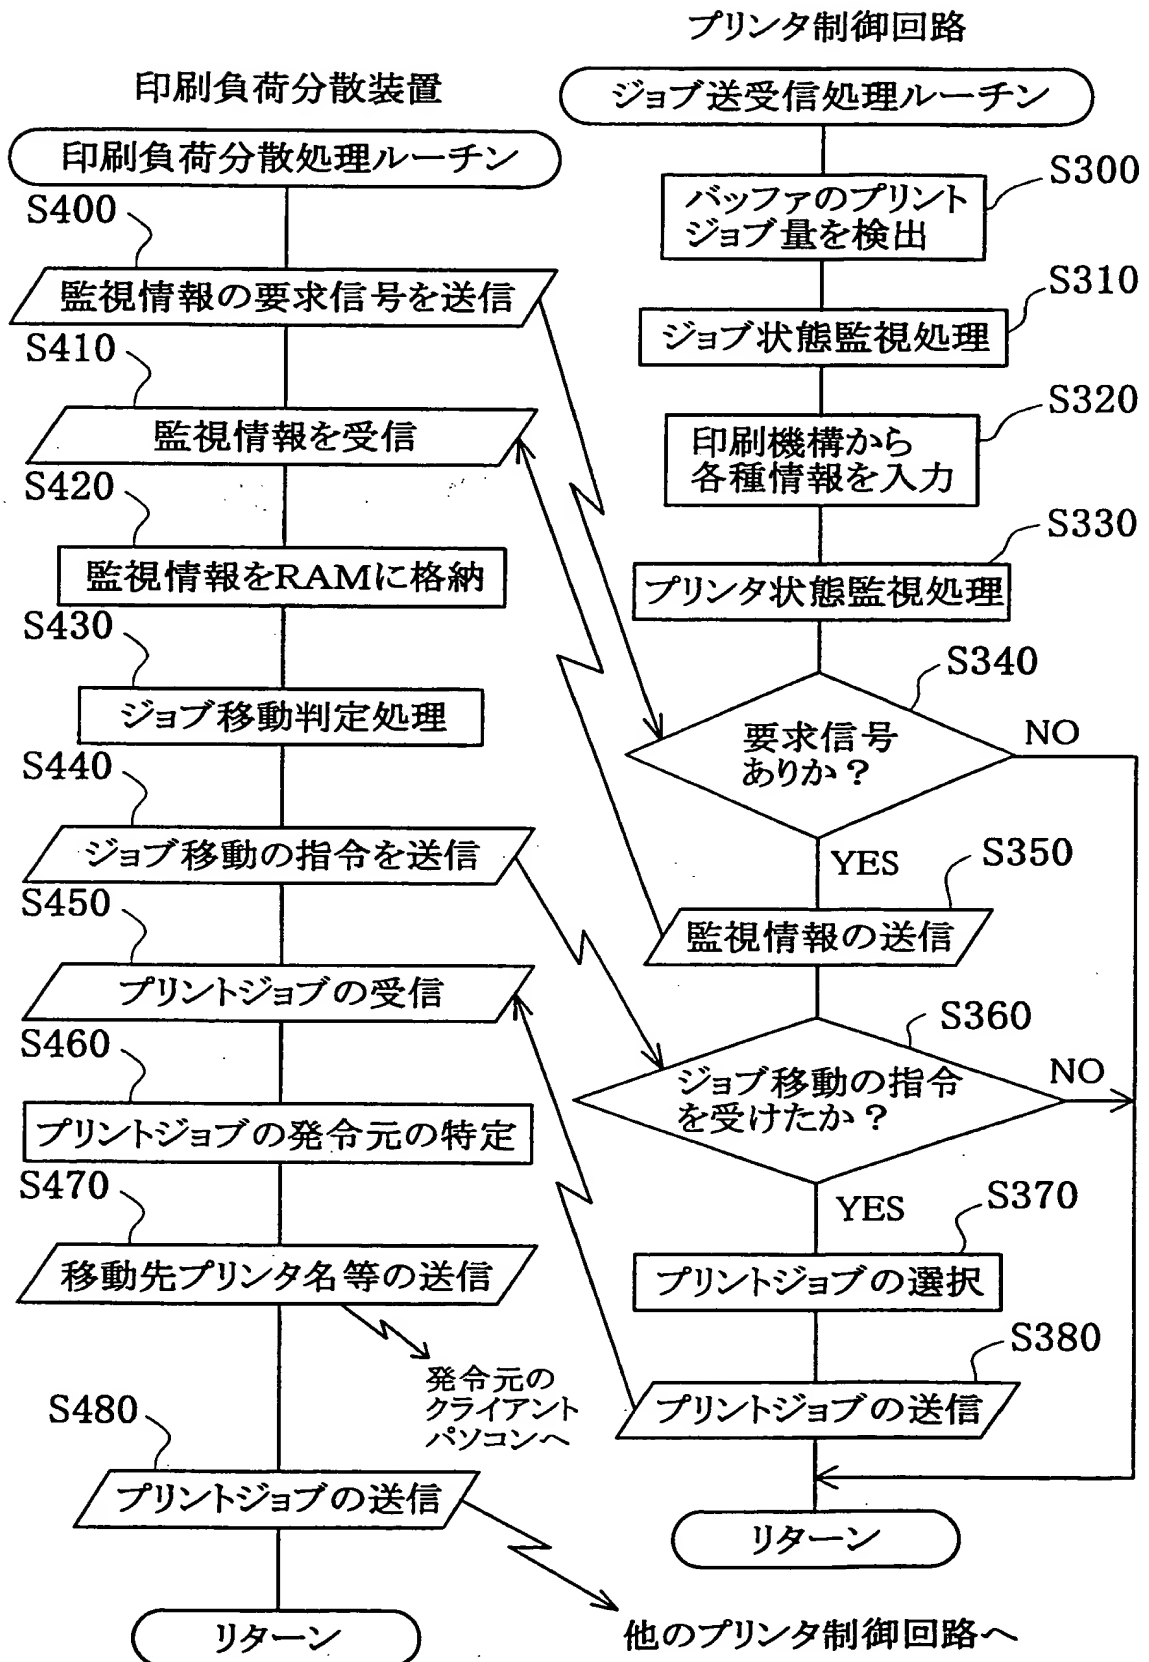 印刷負荷分散装置
印刷負荷分散処理ルーチン
S400
監視情報の要求信号を送信
S410
監視情報を受信
S420
監視情報をRAMに格納
S430
ジョブ移動判定処理
S440
ジョブ移動の指令を送信
S450
プリントジョブの受信
S460
プリントジョブの発令元の特定
S470
移動先プリンタ名等の送信
発令元の
クライアント
パソコンへ
S480
プリントジョブの送信
他のプリンタ制御回路へ
リターン
プリンタ制御回路
ジョブ送受信処理ルーチン
S300
バッファのプリント
ジョブ量を検出
S310
ジョブ状態監視処理
S320
印刷機構から
各種情報を入力
S330
プリンタ状態監視処理
S340
要求信号
ありか?
NO
YES
S350
監視情報の送信
S360
ジョブ移動の指令
を受けたか?
NO
YES
S370
プリントジョブの選択
S380
プリントジョブの送信
リターン